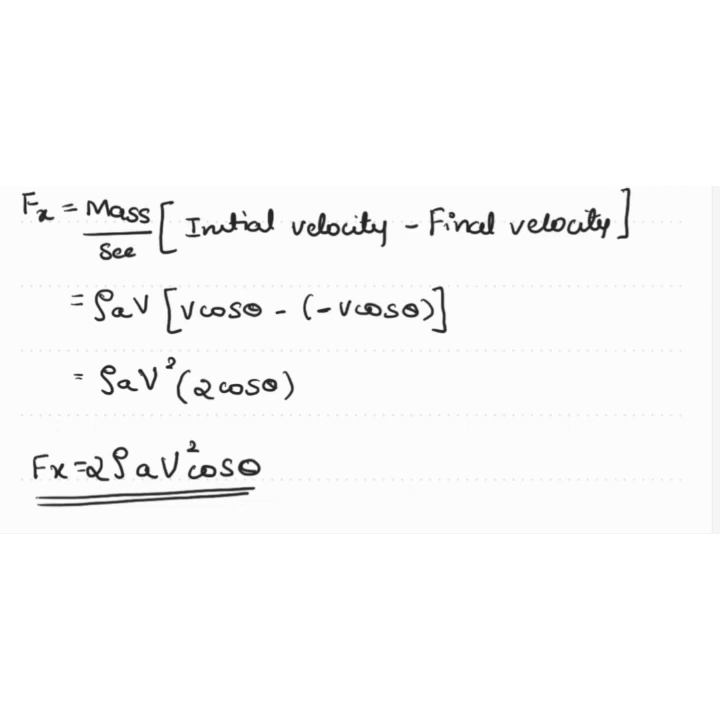 Fx = Mass/Sec [Initial velocity - Final velocity]
= ρav [vcosθ - (-vcosθ)]
= ρav²(2cosθ)
Fx=2ρav²cosθ